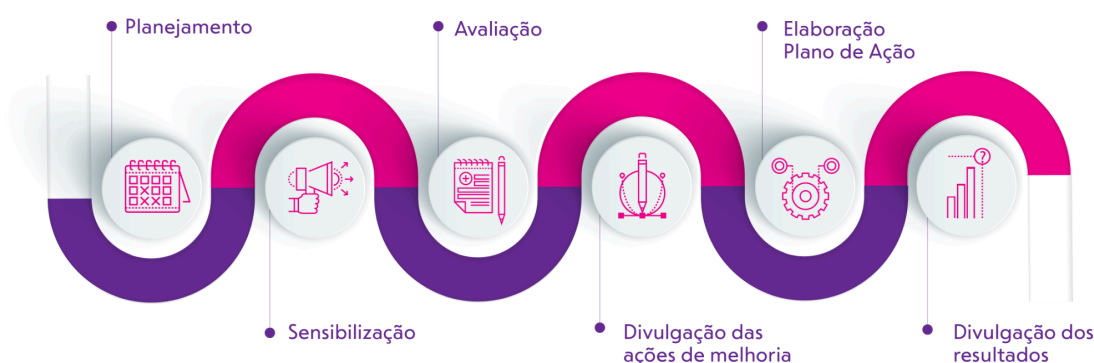 Planejamento
Sensibilização
Avaliação
Divulgação das
ações de melhoria
Elaboração
Plano de Ação
?
Divulgação dos
resultados